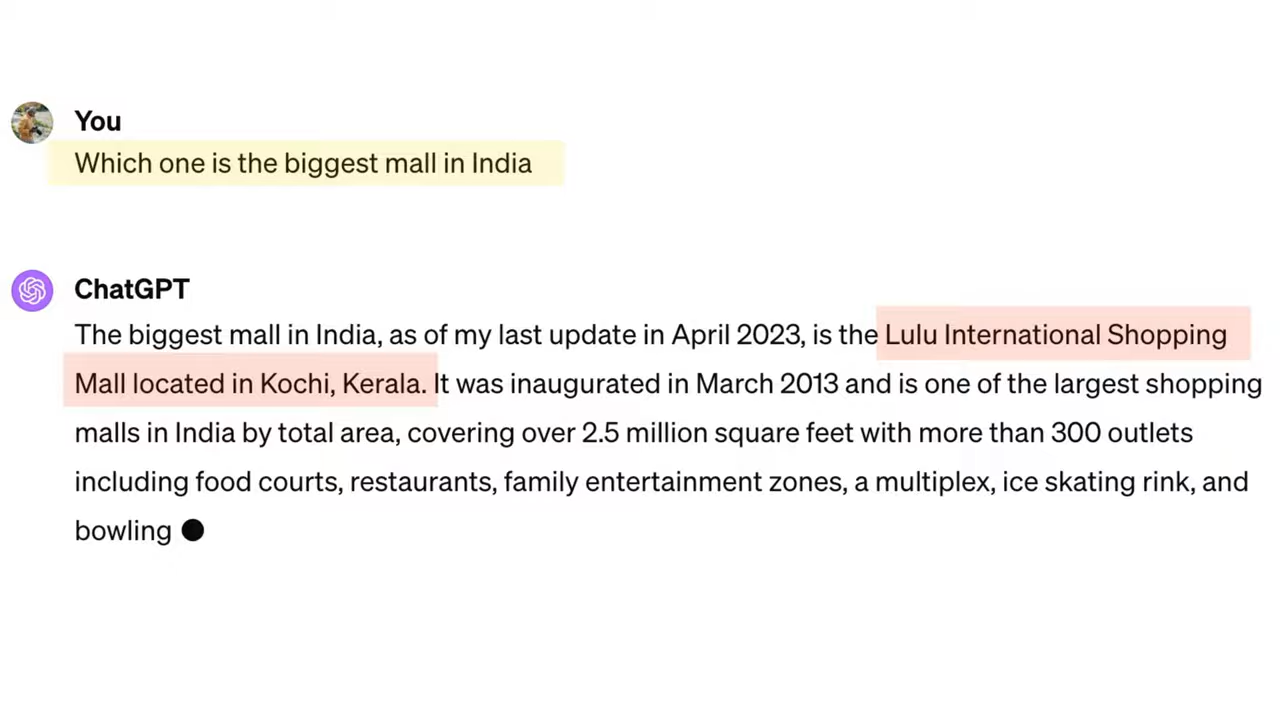 You
Which one is the biggest mall in India
ChatGPT
The biggest mall in India, as of my last update in April 2023, is the Lulu International Shopping
Mall located in Kochi, Kerala. It was inaugurated in March 2013 and is one of the largest shopping
malls in India by total area, covering over 2.5 million square feet with more than 300 outlets
including food courts, restaurants, family entertainment zones, a multiplex, ice skating rink, and
bowling